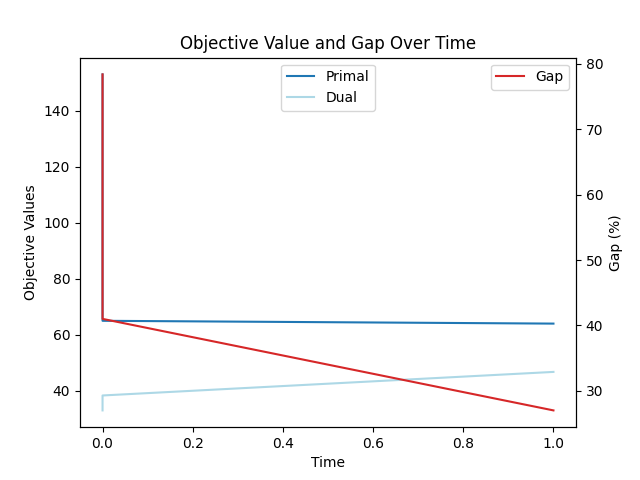 Objective Value and Gap Over Time
Primal
Dual
Gap
Objective Values
140
120
100
80
60
40
80
70
60
50
40
30
Gap (%)
0.0 0.2 0.4 0.6 0.8 1.0
Time